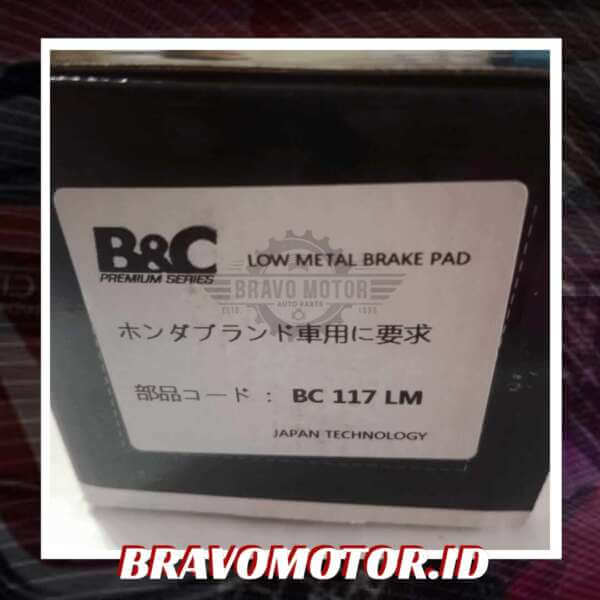 B&C
PREMIUM SERIES
LOW METAL BRAKE PAD
BRAVO MOTOR
AUTO PARTS
ホンダブランド車用に要求
部品コード : BC 117 LM
JAPAN TECHNOLOGY
BRAVOMOTOR.ID